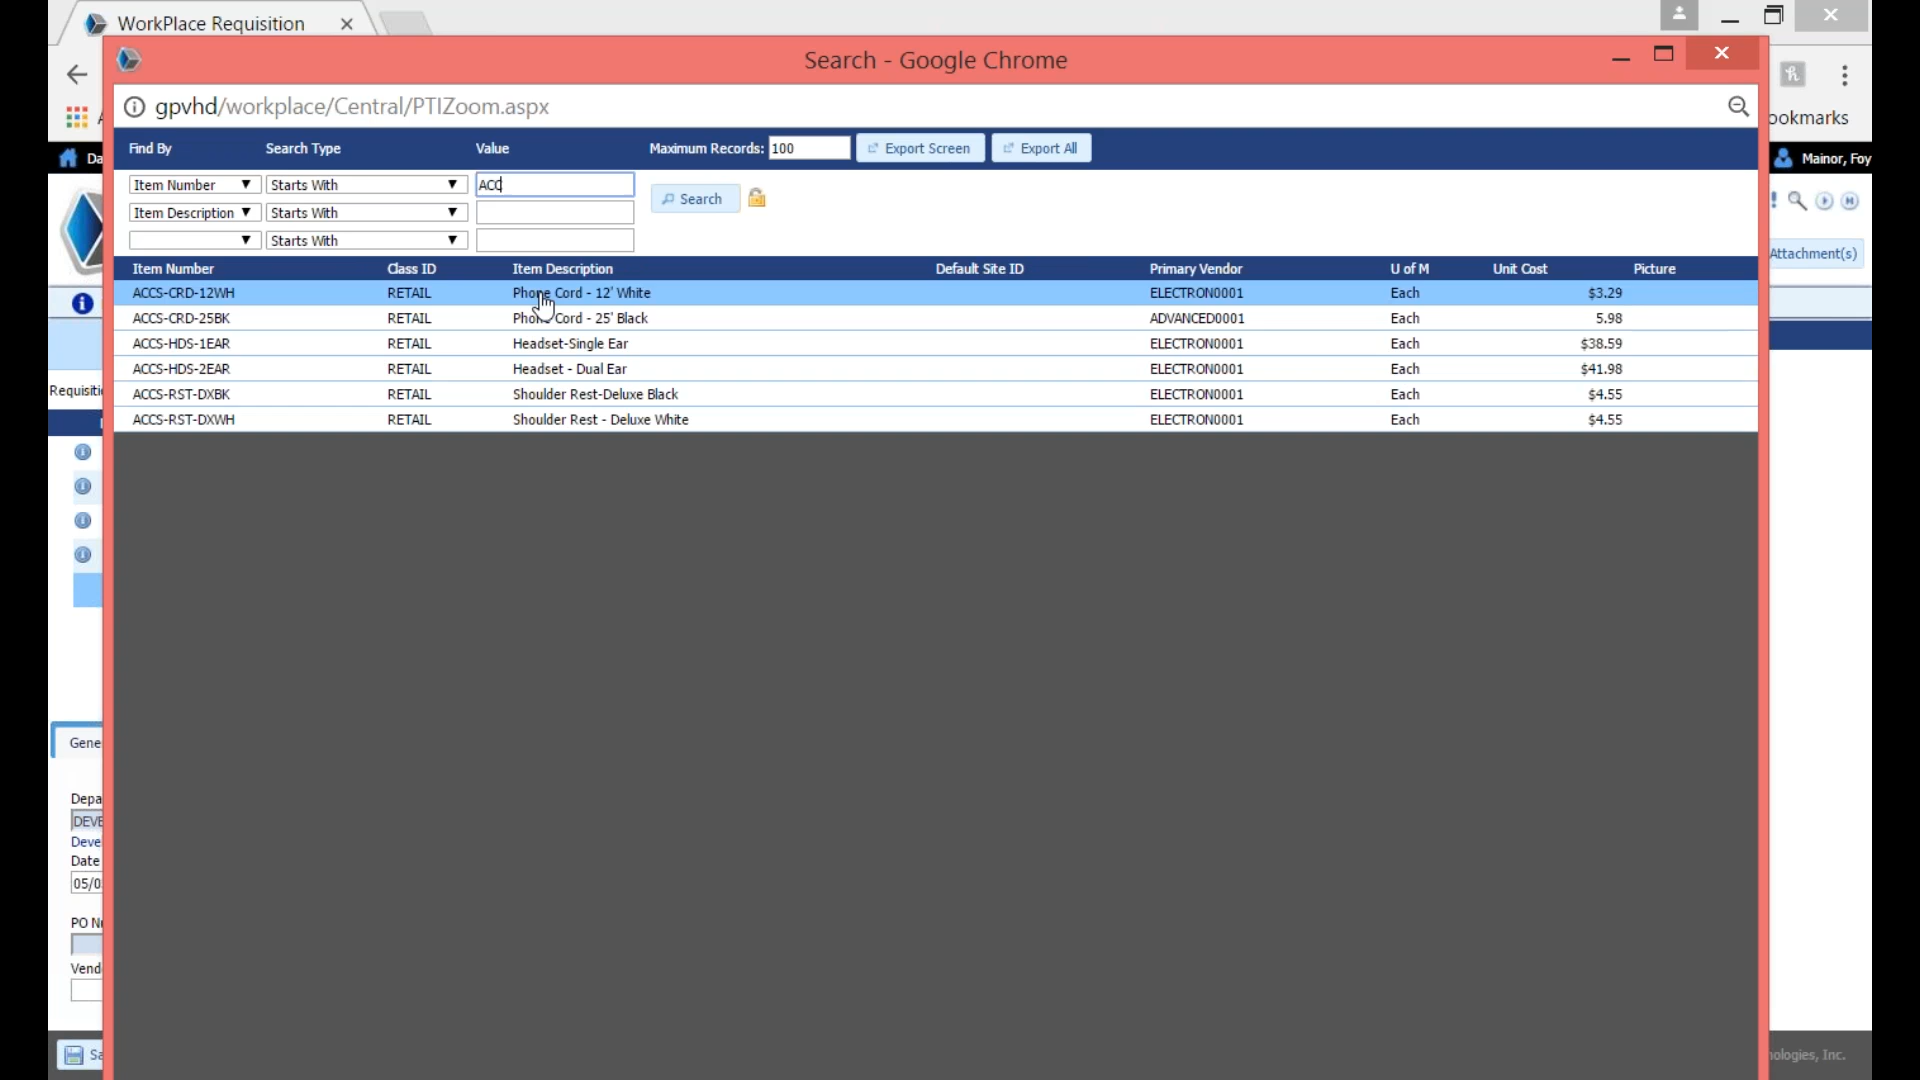 WorkPlace Requisition
Search - Google Chrome
gpvhd/workplace/Central/PTIZoom.aspx
ookmarks
Find By Search Type Value Maximum Records: 100 Export Screen Export All
Da
Mainor, Foy
Item Number Starts With ACC
Search
Item Description Starts With
Starts With
Attachment(s)
Item Number Class ID Item Description Default Site ID Primary Vendor U of M Unit Cost Picture
ACCS-CRD-12WH RETAIL Phone Cord - 12' White ELECTRON0001 Each $3.29
ACCS-CRD-25BK RETAIL Phone Cord - 25' Black ADVANCED0001 Each 5.98
ACCS-HDS-1EAR RETAIL Headset-Single Ear ELECTRON0001 Each $38.59
ACCS-HDS-2EAR RETAIL Headset - Dual Ear ELECTRON0001 Each $41.98
ACCS-RST-DXBK RETAIL Shoulder Rest-Deluxe Black ELECTRON0001 Each $4.55
ACCS-RST-DXWH RETAIL Shoulder Rest - Deluxe White ELECTRON0001 Each $4.55
Requisiti
Gene
Depa
DEVE
Deve
Date
05/0
PO N
Vend
Sa
nologies, Inc.